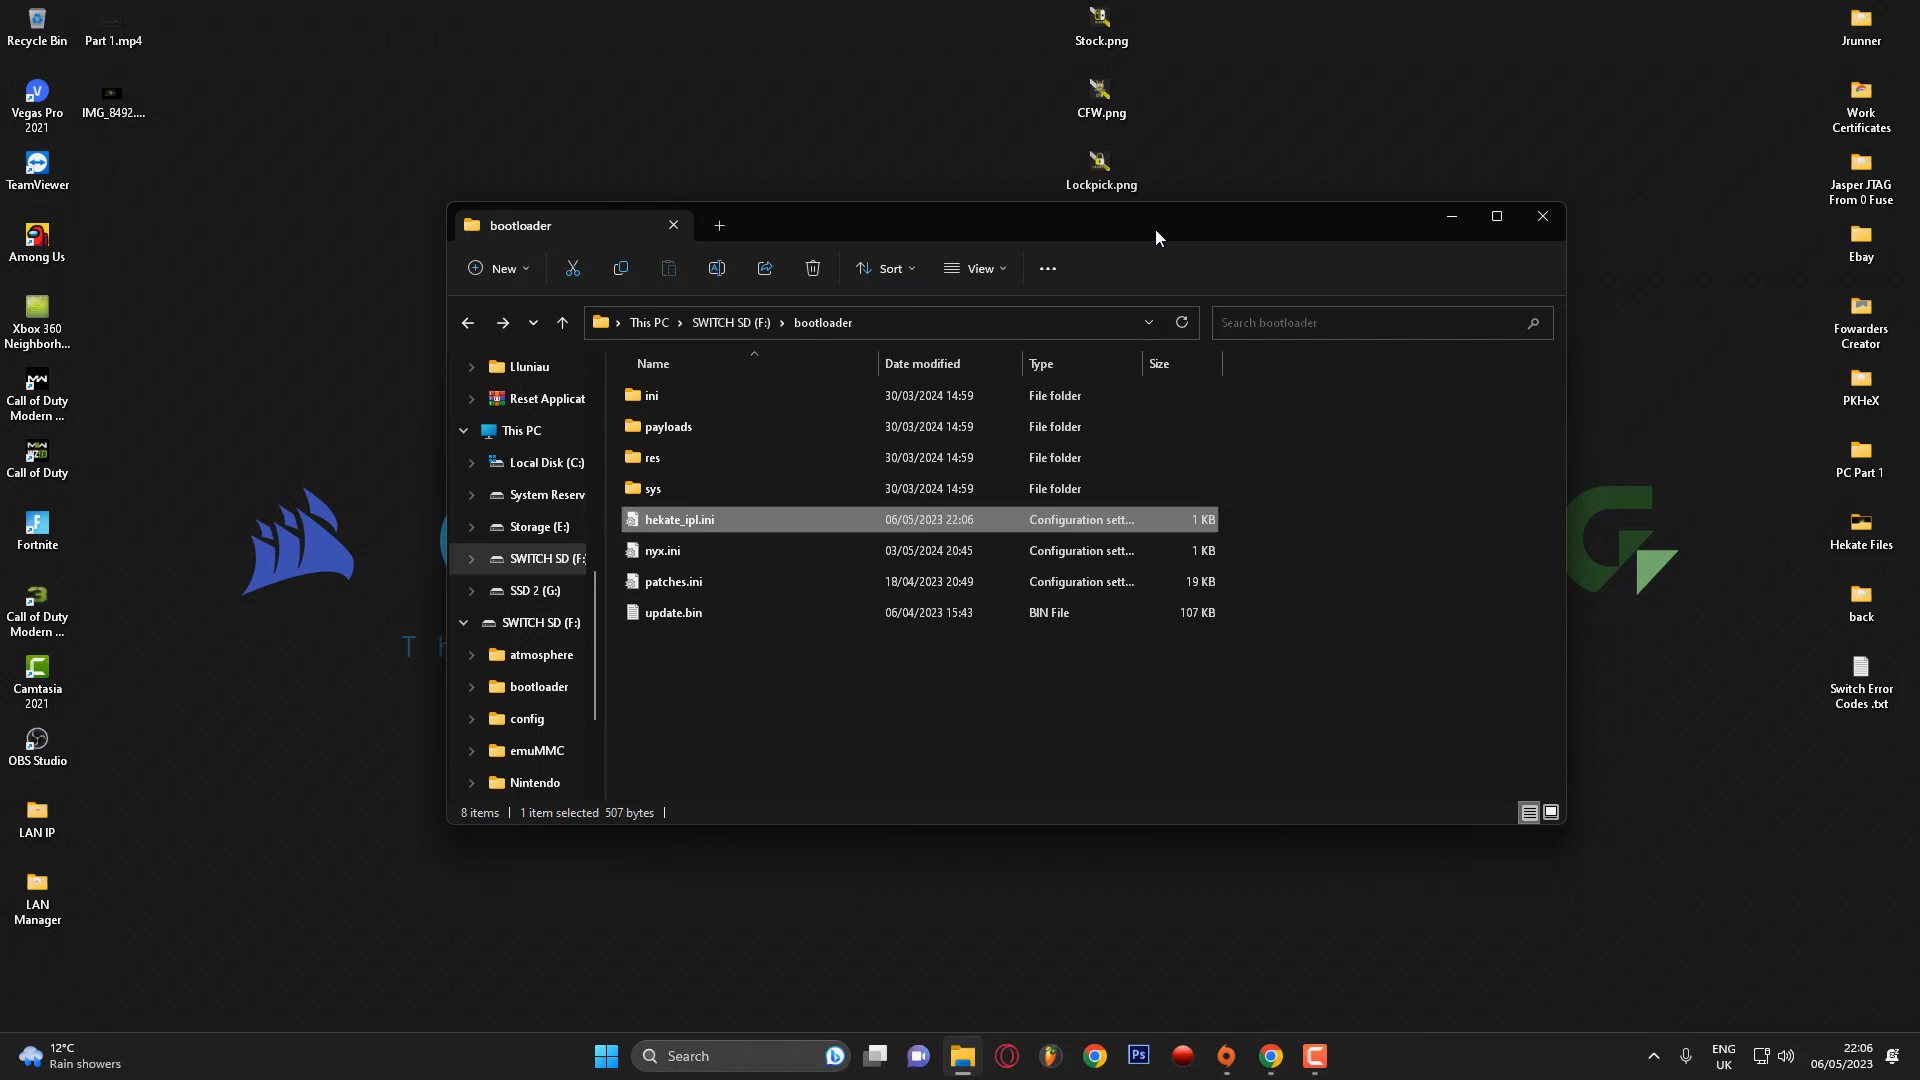 Recycle Bin
Part 1.mp4
Vegas Pro
2021
IMG_8492....
TeamViewer
Among Us
Xbox 360
Neighborh...
Call of Duty
Modern ...
Call of Duty
Fortnite
Call of Duty
Modern ...
Camtasia
2021
OBS Studio
LAN IP
LAN
Manager
Stock.png
CFW.png
Lockpick.png
Jrunner
Work
Certificates
Jasper JTAG
From 0 Fuse
Ebay
Fowarders
Creator
PKHeX
PC Part 1
Hekate Files
back
Switch Error
Codes .txt
bootloader
New
Sort
View
This PC
SWITCH SD (F:)
bootloader
Search bootloader
Name
Date modified
Type
Size
Lluniau
Reset Applicat
This PC
Local Disk (C:)
System Reserv
Storage (E:)
SWITCH SD (F:
SSD 2 (G:)
SWITCH SD (F:)
atmosphere
bootloader
config
emuMMC
Nintendo
ini 30/03/2024 14:59 File folder
payloads 30/03/2024 14:59 File folder
res 30/03/2024 14:59 File folder
sys 30/03/2024 14:59 File folder
hekate_ipl.ini 06/05/2023 22:06 Configuration sett... 1 KB
nyx.ini 03/05/2024 20:45 Configuration sett... 1 KB
patches.ini 18/04/2023 20:49 Configuration sett... 19 KB
update.bin 06/04/2023 15:43 BIN File 107 KB
8 items
1 item selected 507 bytes
12°C
Rain showers
Search
Ps
ENG
UK
22:06
06/05/2023